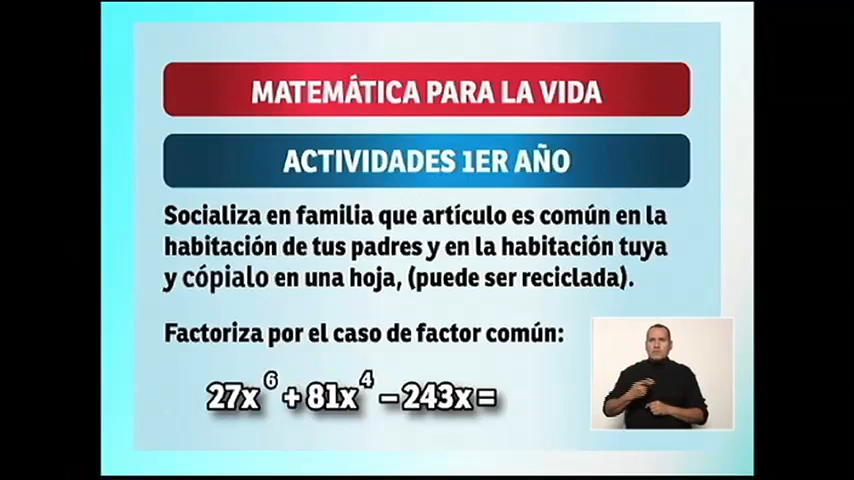 MATEMÁTICA PARA LA VIDA
ACTIVIDADES 1ER AÑO
Socializa en familia que artículo es común en la
habitación de tus padres y en la habitación tuya
y cópialo en una hoja, (puede ser reciclada).
Factoriza por el caso de factor común:
27x⁶ + 81x⁴ – 243x =